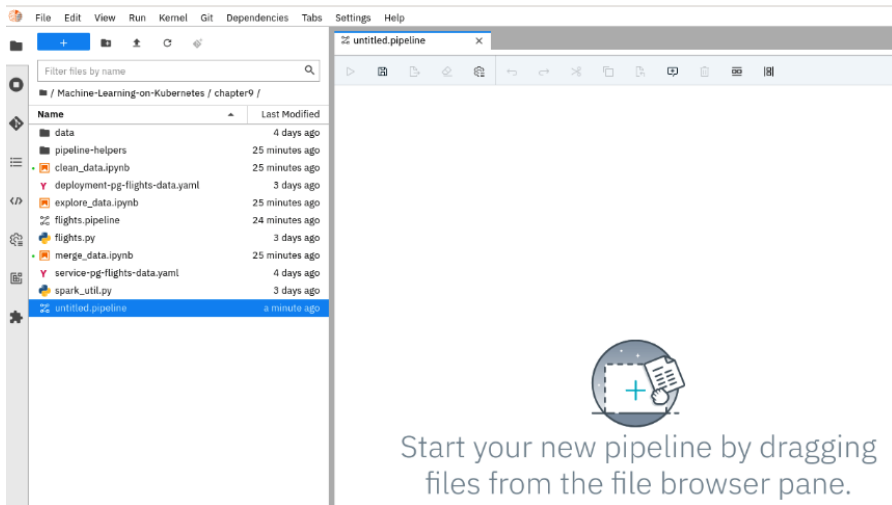 File Edit View Run Kernel Git Dependencies Tabs Settings Help
untitled.pipeline
Filter files by name
/ Machine-Learning-on-Kubernetes / chapter9 /
Name Last Modified
data 4 days ago
pipeline-helpers 25 minutes ago
clean_data.ipynb 25 minutes ago
deployment-pg-flights-data.yaml 3 days ago
explore_data.ipynb 25 minutes ago
flights.pipeline 24 minutes ago
flights.py 3 days ago
merge_data.ipynb 25 minutes ago
service-pg-flights-data.yaml 4 days ago
spark_util.py 3 days ago
untitled.pipeline a minute ago
Start your new pipeline by dragging
files from the file browser pane.